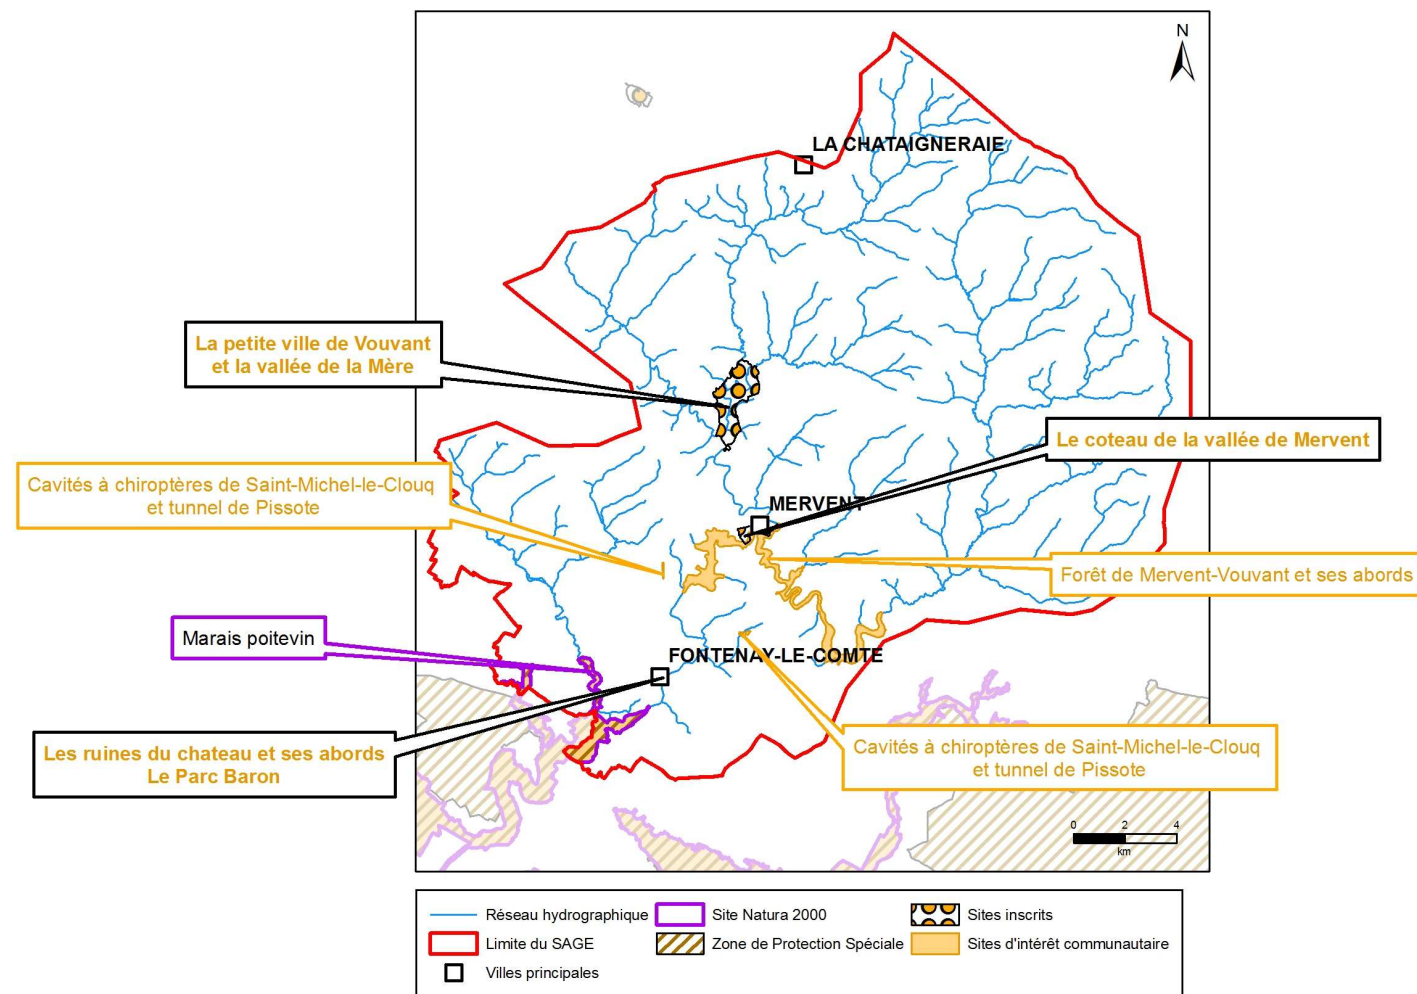 N
LA CHATAIGNERAIE
La petite ville de Vouvant
et la vallée de la Mère
Le coteau de la vallée de Mervent
Cavités à chiroptères de Saint-Michel-le-Clouq
et tunnel de Pissote
MERVENT
Forêt de Mervent-Vouvant et ses abords
Marais poitevin
FONTENAY-LE-COMTE
Les ruines du chateau et ses abords
Le Parc Baron
Cavités à chiroptères de Saint-Michel-le-Clouq
et tunnel de Pissote
0 2 4
km
Réseau hydrographique
Site Natura 2000
Sites inscrits
Limite du SAGE
Zone de Protection Spéciale
Sites d'intérêt communautaire
Villes principales